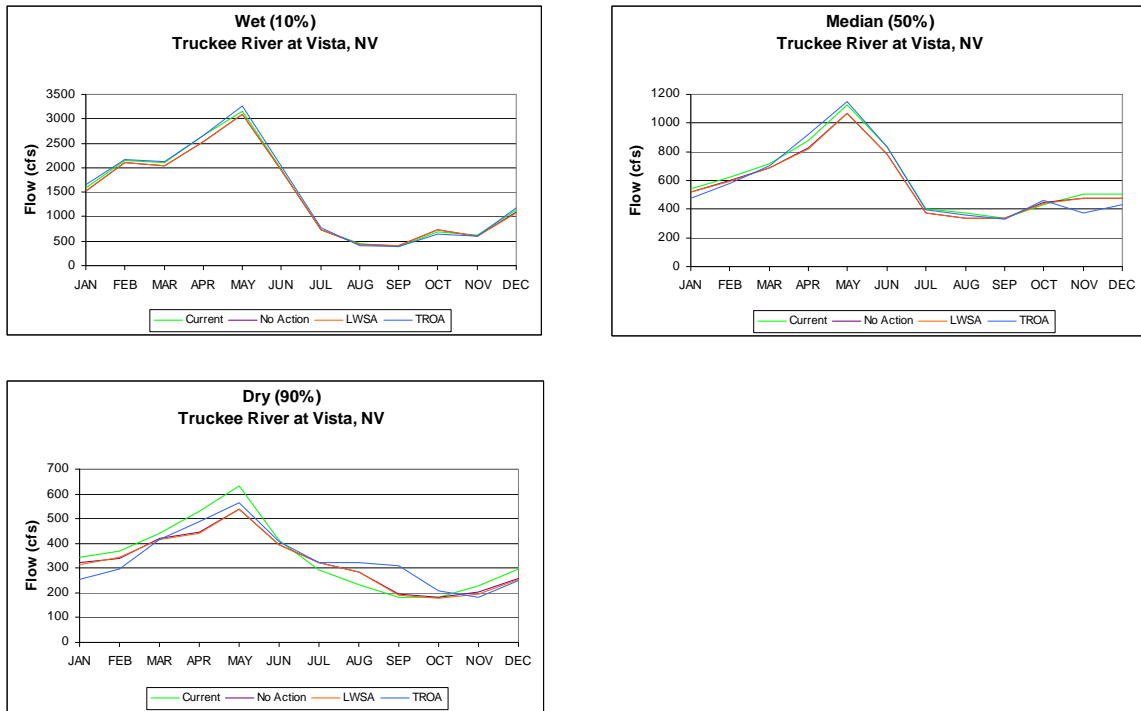 Wet (10%)
Truckee River at Vista, NV
Flow (cfs)
3500
3000
2500
2000
1500
1000
500
0
JAN FEB MAR APR MAY JUN JUL AUG SEP OCT NOV DEC
Current No Action LWSA TROA
Median (50%)
Truckee River at Vista, NV
Flow (cfs)
1200
1000
800
600
400
200
0
JAN FEB MAR APR MAY JUN JUL AUG SEP OCT NOV DEC
Current No Action LWSA TROA
Dry (90%)
Truckee River at Vista, NV
Flow (cfs)
700
600
500
400
300
200
100
0
JAN FEB MAR APR MAY JUN JUL AUG SEP OCT NOV DEC
Current No Action LWSA TROA